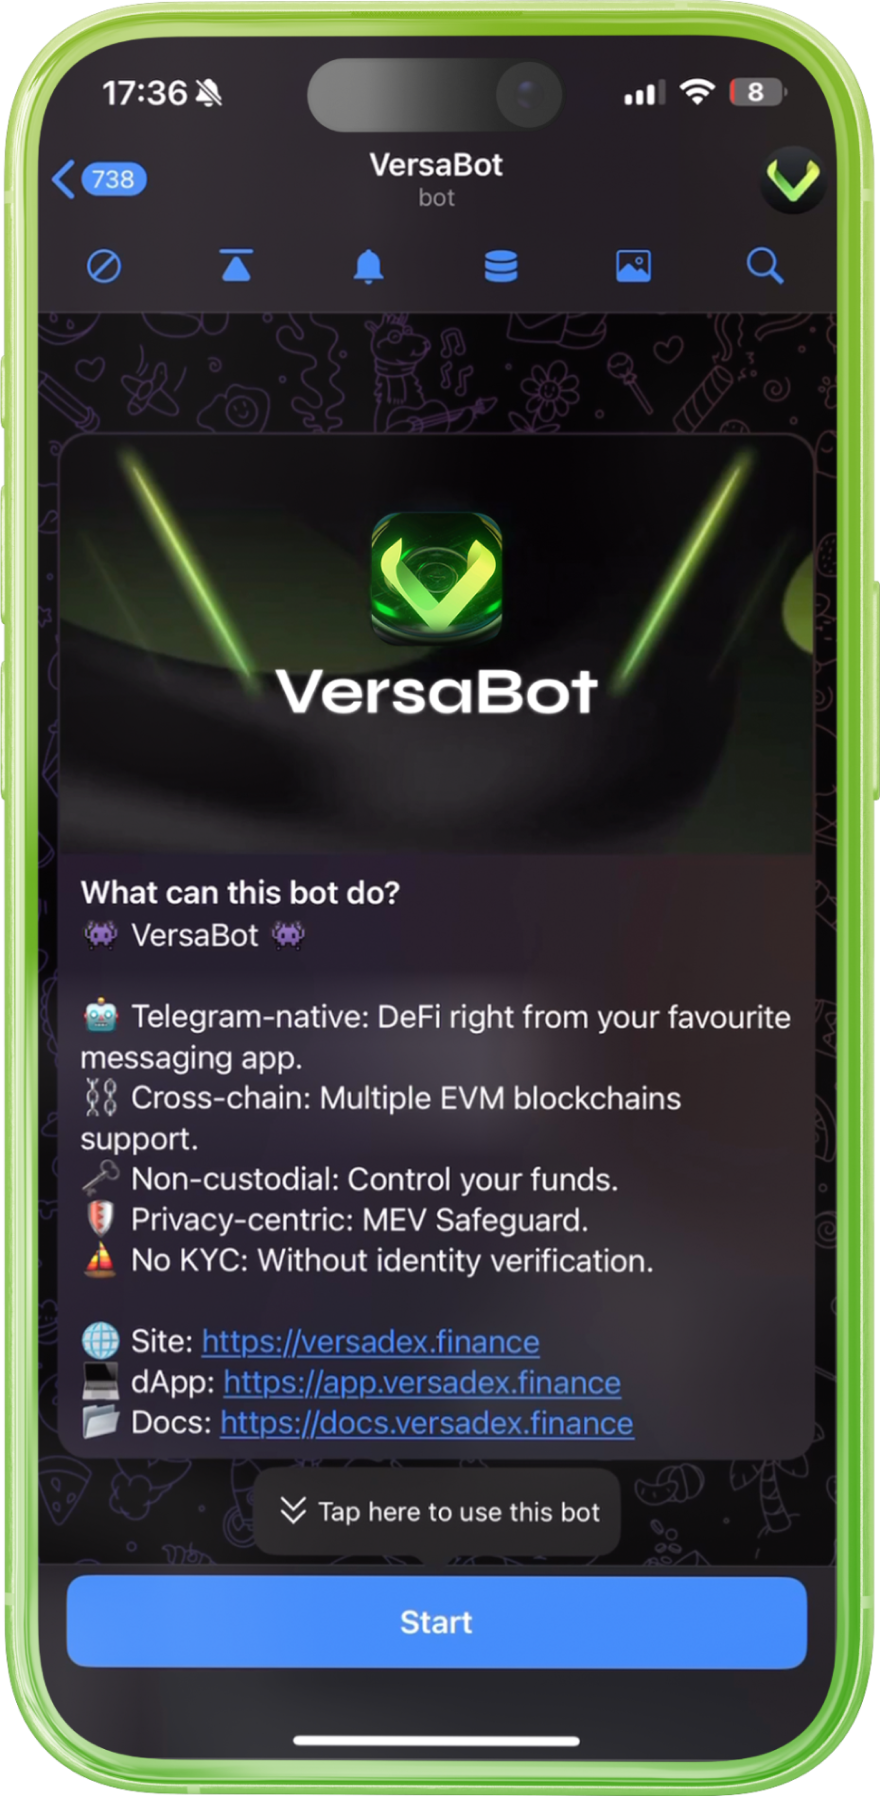 17:36
8
738
VersaBot
bot
VersaBot
What can this bot do?
👾 VersaBot 👾
🤖 Telegram-native: DeFi right from your favourite
messaging app.
⛓ Cross-chain: Multiple EVM blockchains
support.
🗝 Non-custodial: Control your funds.
🛡 Privacy-centric: MEV Safeguard.
⛵ No KYC: Without identity verification.
🌐 Site: https://versadex.finance
💻 dApp: https://app.versadex.finance
📂 Docs: https://docs.versadex.finance
Tap here to use this bot
Start